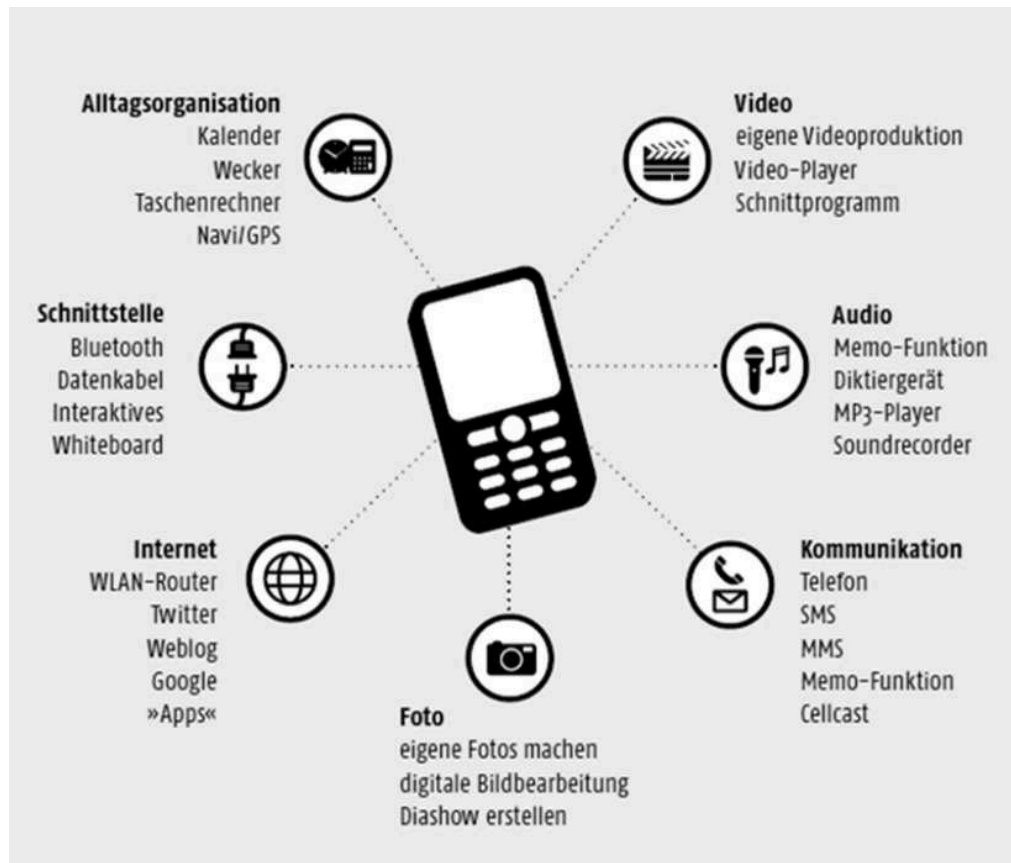 Alltagsorganisation
Kalender
Wecker
Taschenrechner
Navi/GPS
Video
eigene Videoproduktion
Video-Player
Schnittprogramm
Schnittstelle
Bluetooth
Datenkabel
Interaktives
Whiteboard
Audio
Memo-Funktion
Diktiergerät
MP3-Player
Soundrecorder
Internet
WLAN-Router
Twitter
Weblog
Google
»Apps«
Foto
eigene Fotos machen
digitale Bildbearbeitung
Diashow erstellen
Kommunikation
Telefon
SMS
MMS
Memo-Funktion
Cellcast